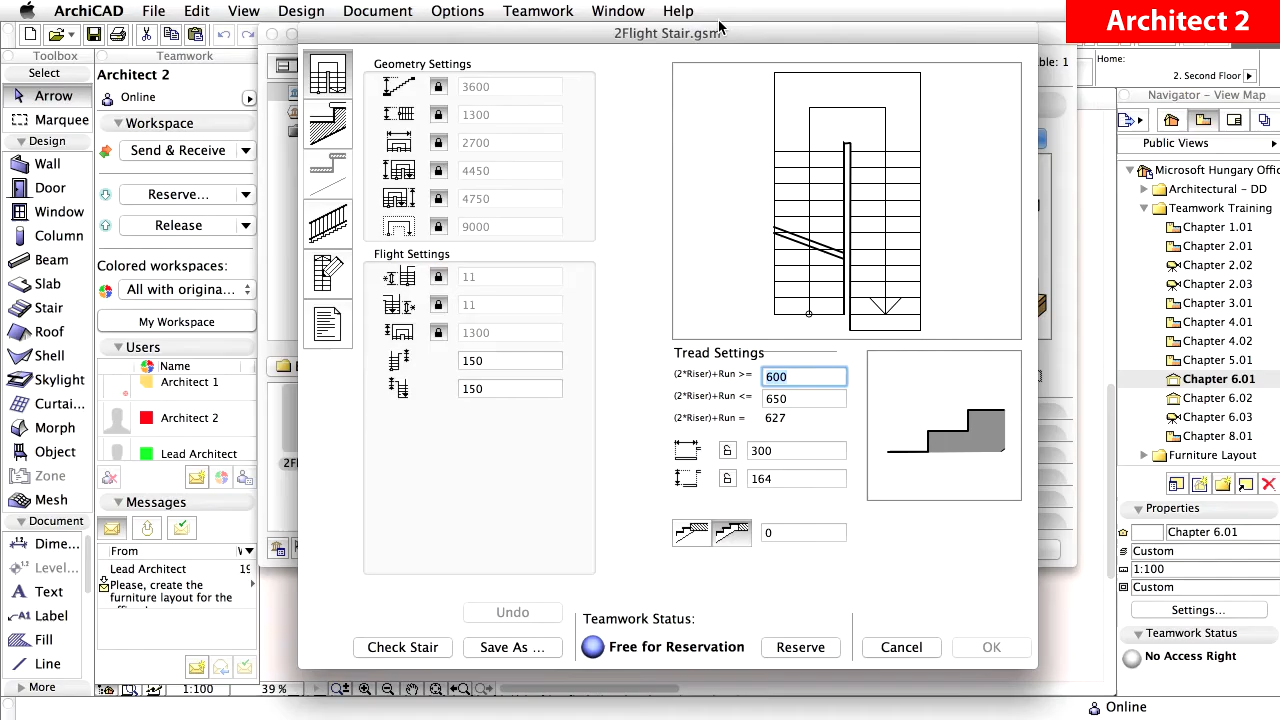 ArchiCAD File Edit View Design Document Options Teamwork Window Help
Architect 2
2Flight Stair.gsm
Toolbox
Select
Arrow
Marquee
Design
Wall
Door
Window
Column
Beam
Slab
Stair
Roof
Shell
Skylight
Curtai...
Morph
Object
Zone
Mesh
Document
Dime...
Level...
Text
Label
Fill
Line
More
Teamwork
Architect 2
Online
Workspace
Send & Receive
Reserve...
Release
Colored workspaces:
All with origina...
My Workspace
Users
Name
Architect 1
Architect 2
Lead Architect
Messages
From
Lead Architect
Please, create the
furniture layout for the
1:100
39 %
Geometry Settings
3600
1300
2700
4450
4750
9000
Flight Settings
11
11
1300
150
150
Tread Settings
(2*Riser)+Run >= 600
(2*Riser)+Run <= 650
(2*Riser)+Run = 627
300
164
0
Undo
Check Stair
Save As ...
Teamwork Status:
Free for Reservation
Reserve
Cancel
OK
Home:
2. Second Floor
Navigator - View Map
Public Views
Microsoft Hungary Offi
Architectural - DD
Teamwork Training
Chapter 1.01
Chapter 2.01
Chapter 2.02
Chapter 2.03
Chapter 3.01
Chapter 4.01
Chapter 4.02
Chapter 5.01
Chapter 6.01
Chapter 6.02
Chapter 6.03
Chapter 8.01
Furniture Layout
Properties
Chapter 6.01
Custom
1:100
Custom
Settings...
Teamwork Status
No Access Right
Online